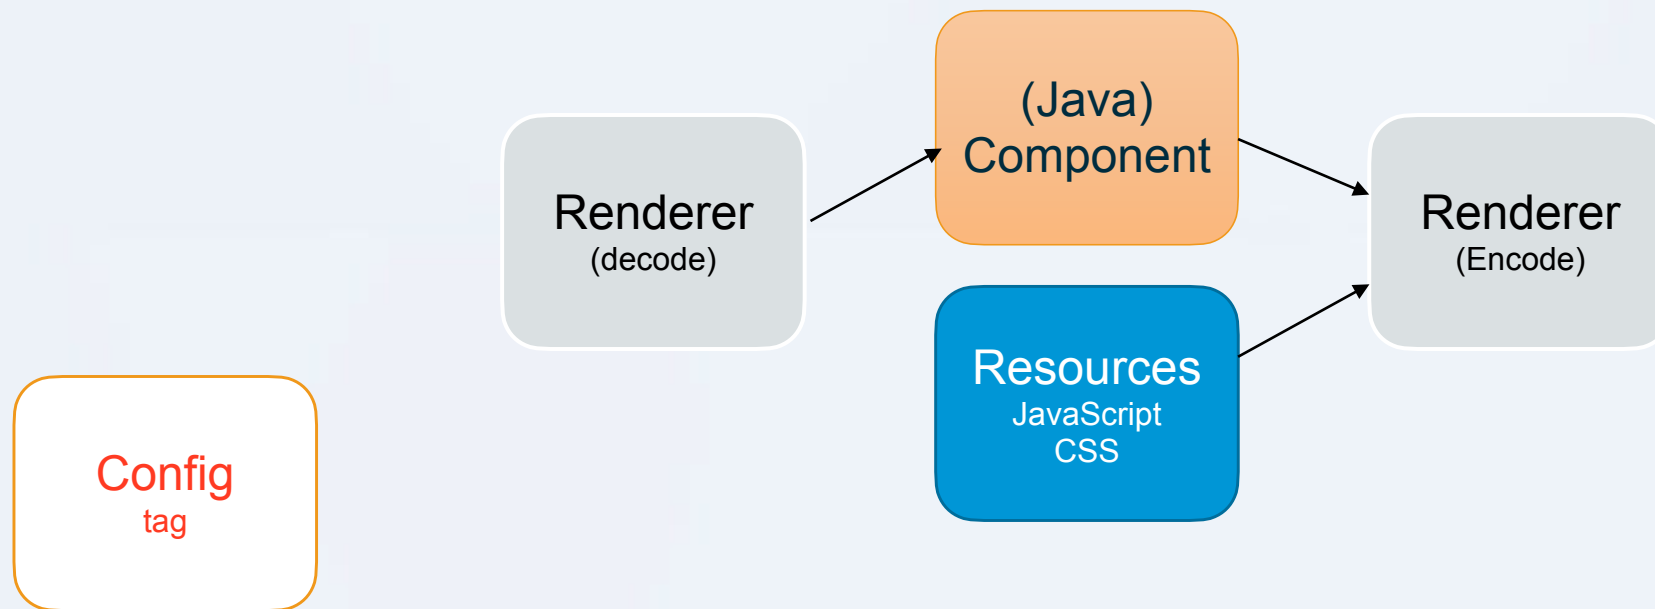 Renderer
(decode)
(Java)
Component
Renderer
(Encode)
Resources
JavaScript
CSS
Config
tag